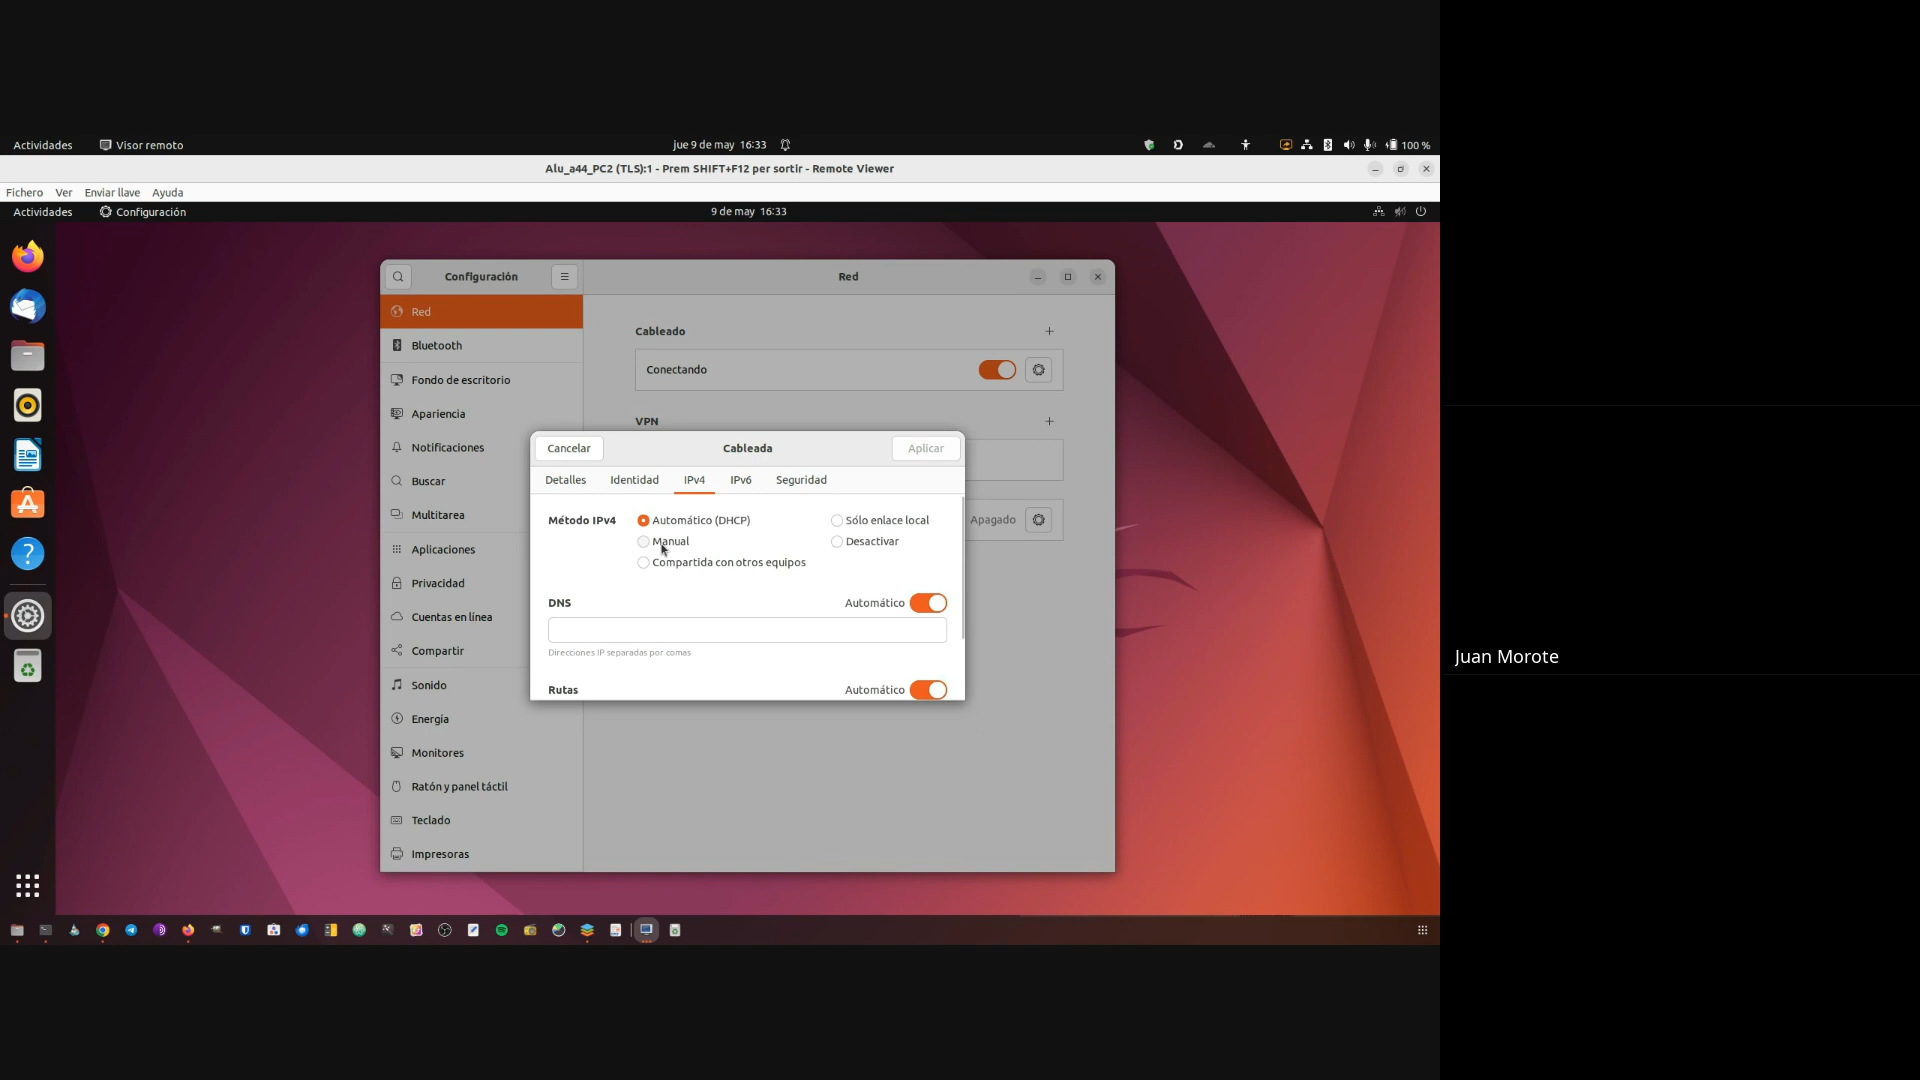 Actividades Visor remoto jue 9 de may 16:33 100 %
Alu_a44_PC2 (TLS):1 - Prem SHIFT+F12 per sortir - Remote Viewer
Fichero Ver Enviar llave Ayuda
Actividades Configuración 9 de may 16:33
Configuración Red
Red
Cableado
Bluetooth
Conectando
Fondo de escritorio
Apariencia
VPN
Notificaciones
Cancelar Cableada Aplicar
Buscar
Detalles Identidad IPv4 IPv6 Seguridad
Multitarea
Método IPv4 Automático (DHCP) Sólo enlace local Apagado
Manual Desactivar
Aplicaciones
Compartida con otros equipos
Privacidad
DNS Automático
Cuentas en línea
Compartir
Direcciones IP separadas por comas
Juan Morote
Sonido
Rutas Automático
Energía
Monitores
Ratón y panel táctil
Teclado
Impresoras